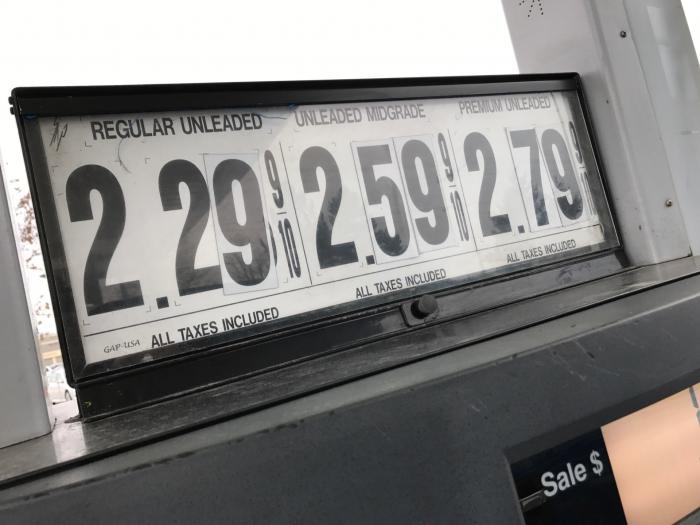 REGULAR UNLEADED UNLEADED MIDGRADE PREMIUM UNLEADED
2.29 9/10 2.59 9/10 2.79 9
ALL TAXES INCLUDED ALL TAXES INCLUDED ALL TAXES INCLUDED
GAP-USA
Sale $